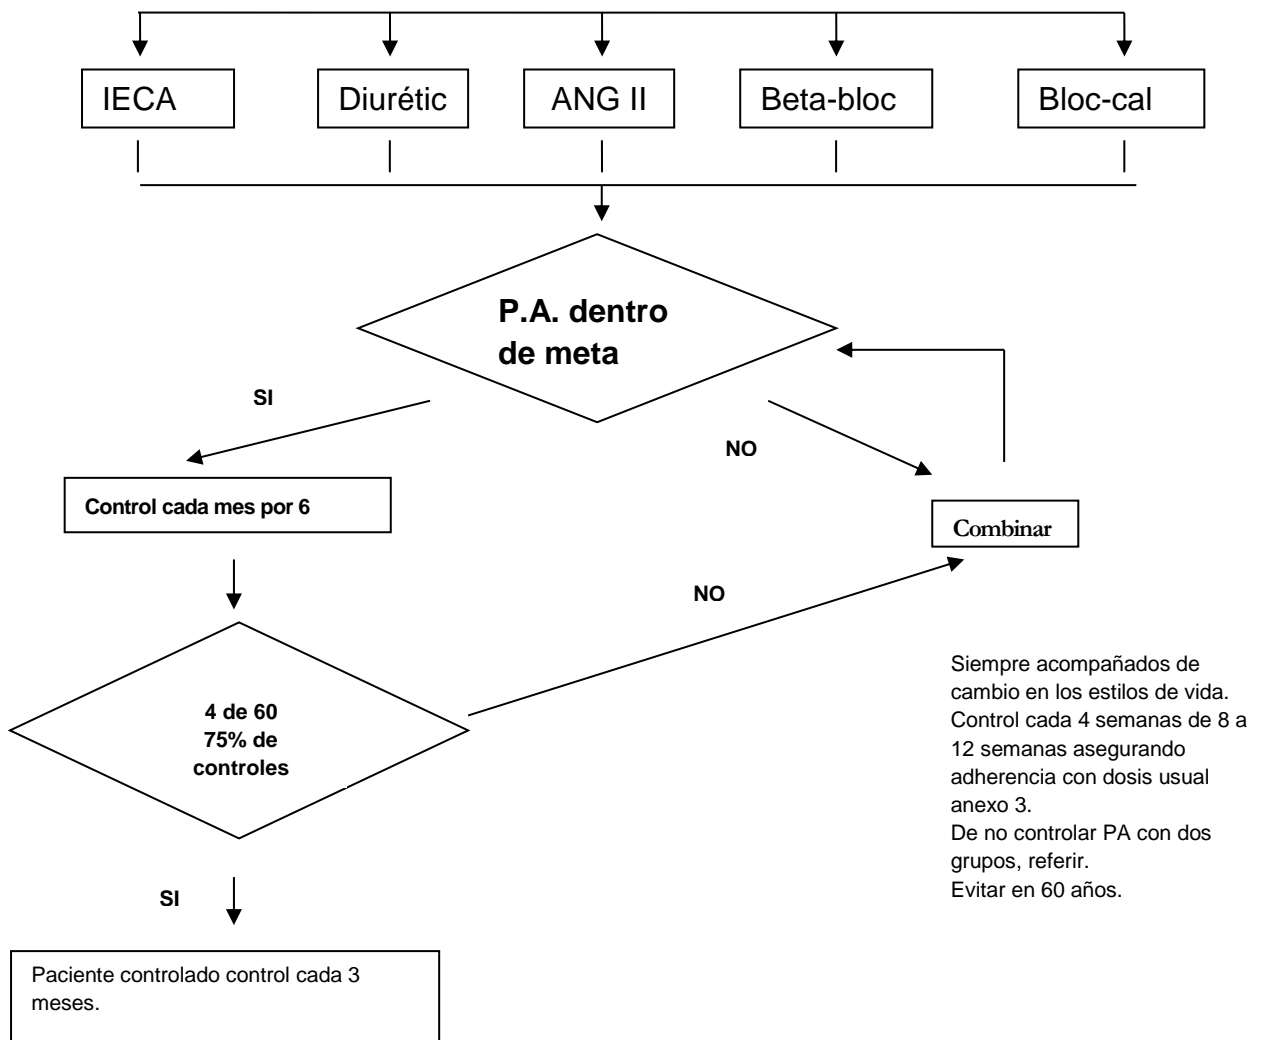 IECA
Diurétic
ANG II
Beta-bloc
Bloc-cal
P.A. dentro
de meta
SI
NO
Control cada mes por 6
Combinar
NO
4 de 60
75% de
controles
Siempre acompañados de
cambio en los estilos de vida.
Control cada 4 semanas de 8 a
12 semanas asegurando
adherencia con dosis usual
anexo 3.
De no controlar PA con dos
grupos, referir.
Evitar en 60 años.
SI
Paciente controlado control cada 3
meses.